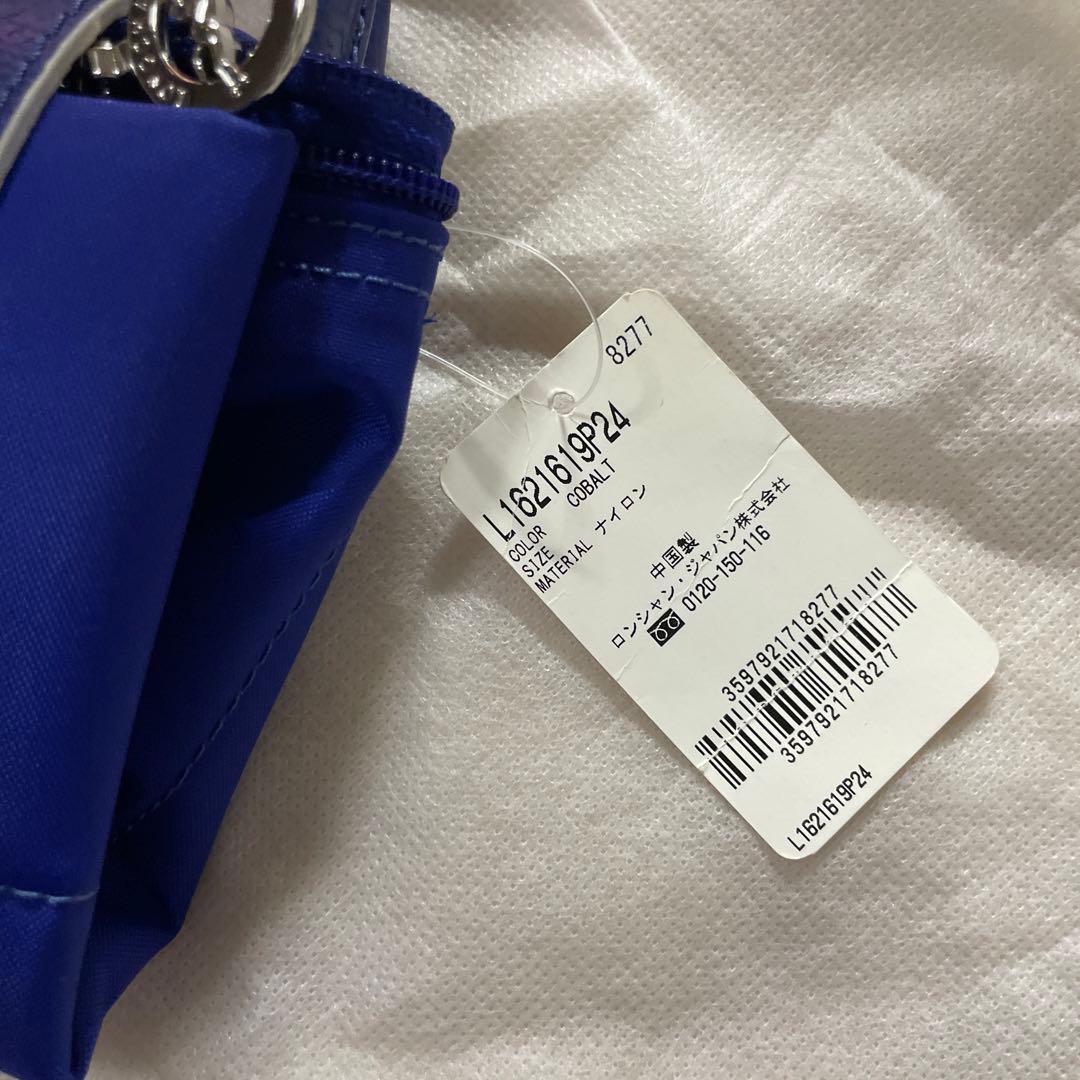 8277
L1621619P24
COLOR COBALT
SIZE
MATERIAL ナイロン
中国製
ロンシャン・ジャパン株式会社
0120-150-116
3597921718277
3597921718277
L1621619P24